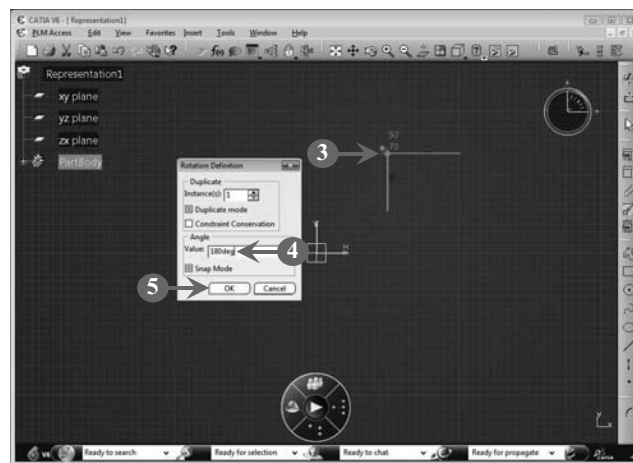 CATIA V6 - [Representation1]
PLM Access Edit View Favorites Insert Tools Window Help
Representation1
xy plane
yz plane
zx plane
PartBody
50
70
3
Rotation Definition
Duplicate
Instance(s): 1
Duplicate mode
Constraint Conservation
Angle
Value: 180deg
4
Snap Mode
5
OK Cancel
V
H
Ready to search Ready for selection Ready to chat Ready for propagate